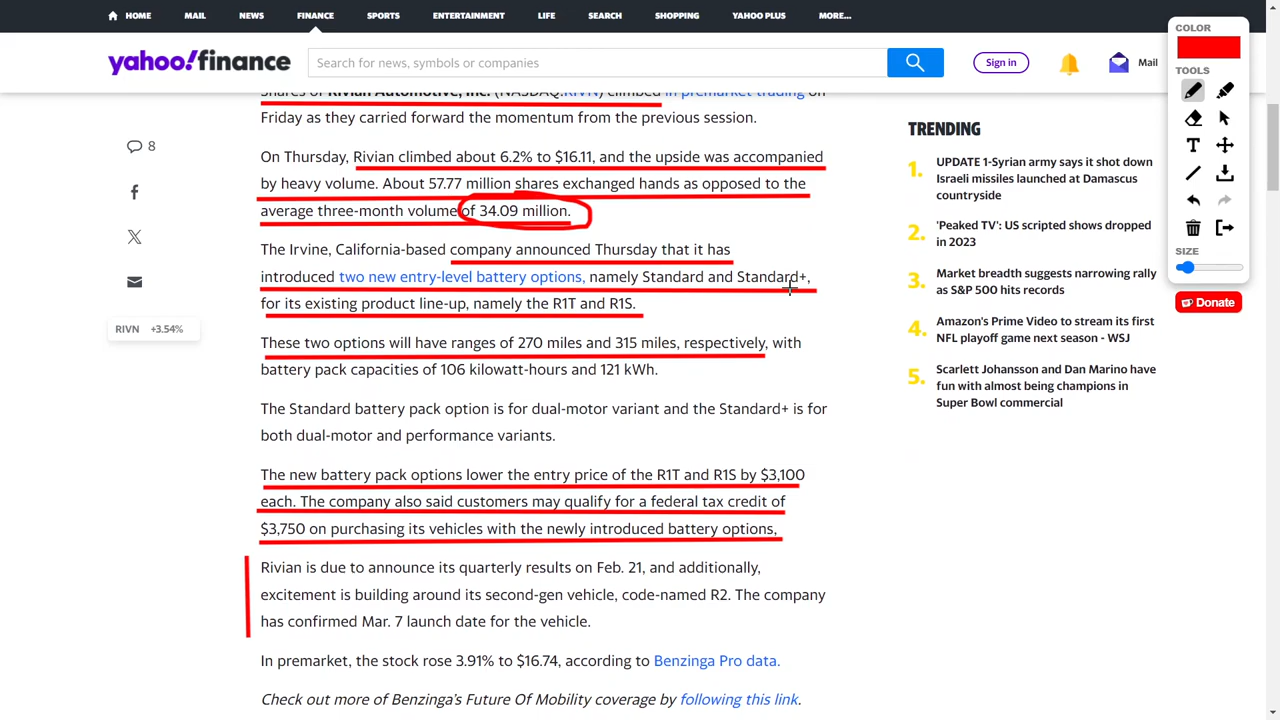 HOME
MAIL
NEWS
FINANCE
SPORTS
ENTERTAINMENT
LIFE
SEARCH
SHOPPING
YAHOO PLUS
MORE...
yahoo!finance
Search for news, symbols or companies
Sign in
Mail
Shares of Rivian Automotive, Inc. (NASDAQ:RIVN) climbed in premarket trading on
Friday as they carried forward the momentum from the previous session.
On Thursday, Rivian climbed about 6.2% to $16.11, and the upside was accompanied
by heavy volume. About 57.77 million shares exchanged hands as opposed to the
average three-month volume of 34.09 million.
The Irvine, California-based company announced Thursday that it has
introduced two new entry-level battery options, namely Standard and Standard+,
for its existing product line-up, namely the R1T and R1S.
These two options will have ranges of 270 miles and 315 miles, respectively, with
battery pack capacities of 106 kilowatt-hours and 121 kWh.
The Standard battery pack option is for dual-motor variant and the Standard+ is for
both dual-motor and performance variants.
The new battery pack options lower the entry price of the R1T and R1S by $3,100
each. The company also said customers may qualify for a federal tax credit of
$3,750 on purchasing its vehicles with the newly introduced battery options,
Rivian is due to announce its quarterly results on Feb. 21, and additionally,
excitement is building around its second-gen vehicle, code-named R2. The company
has confirmed Mar. 7 launch date for the vehicle.
In premarket, the stock rose 3.91% to $16.74, according to Benzinga Pro data.
Check out more of Benzinga's Future Of Mobility coverage by following this link.
8
RIVN +3.54%
TRENDING
1. UPDATE 1-Syrian army says it shot down
Israeli missiles launched at Damascus
countryside
2. 'Peaked TV': US scripted shows dropped
in 2023
3. Market breadth suggests narrowing rally
as S&P 500 hits records
4. Amazon's Prime Video to stream its first
NFL playoff game next season - WSJ
5. Scarlett Johansson and Dan Marino have
fun with almost being champions in
Super Bowl commercial
COLOR
TOOLS
T
SIZE
Donate